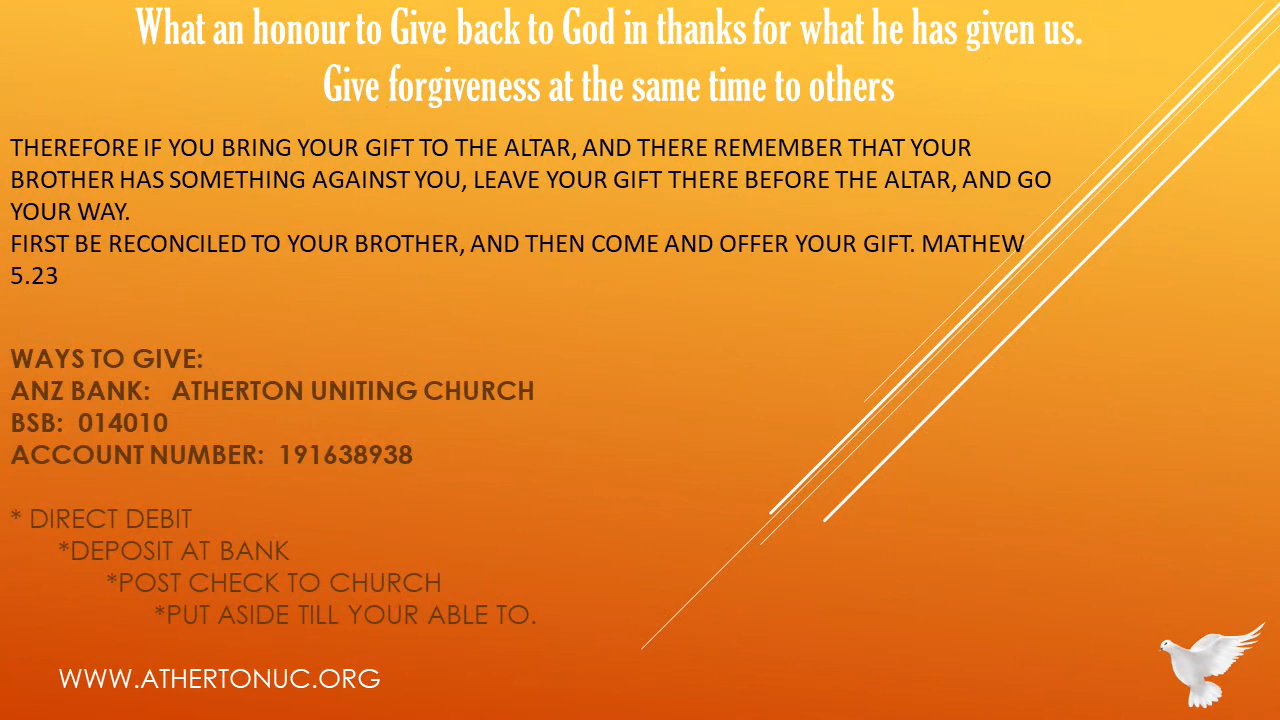 What an honour to Give back to God in thanks for what he has given us.
Give forgiveness at the same time to others
THEREFORE IF YOU BRING YOUR GIFT TO THE ALTAR, AND THERE REMEMBER THAT YOUR
BROTHER HAS SOMETHING AGAINST YOU, LEAVE YOUR GIFT THERE BEFORE THE ALTAR, AND GO
YOUR WAY.
FIRST BE RECONCILED TO YOUR BROTHER, AND THEN COME AND OFFER YOUR GIFT. MATHEW
5.23
WAYS TO GIVE:
ANZ BANK: ATHERTON UNITING CHURCH
BSB: 014010
ACCOUNT NUMBER: 191638938
* DIRECT DEBIT
*DEPOSIT AT BANK
*POST CHECK TO CHURCH
*PUT ASIDE TILL YOUR ABLE TO.
WWW.ATHERTONUC.ORG